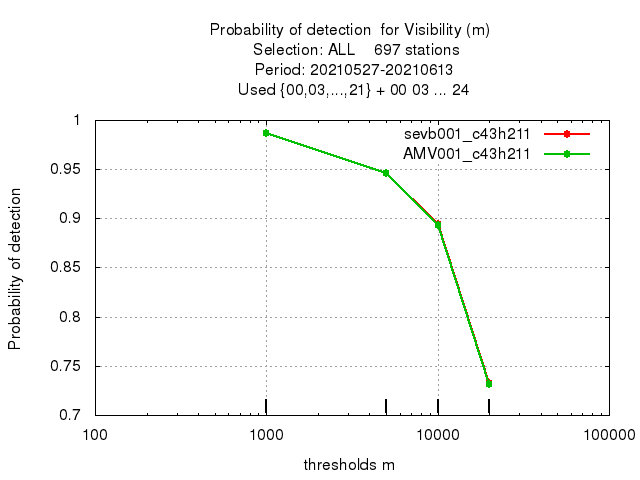 Probability of detection  for Visibility (m)
Selection: ALL    697 stations
Period: 20210527-20210613
Used {00,03,...,21} + 00 03 ... 24
sevb001_c43h211
AMV001_c43h211
1
0.95
0.9
0.85
0.8
0.75
0.7
Probability of detection
100
1000
10000
100000
thresholds m